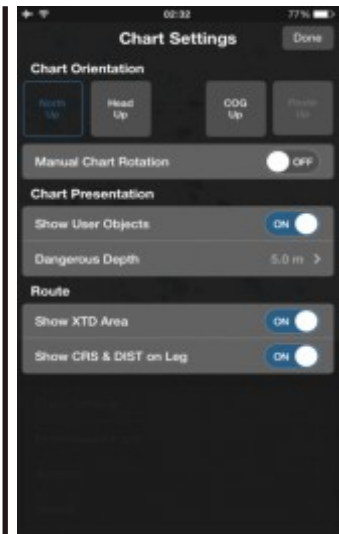 02:32
77%
Chart Settings
Done
Chart Orientation
North
Up
Head
Up
COG
Up
Up
Manual Chart Rotation
OFF
Chart Presentation
Show User Objects
ON
Dangerous Depth
5.0 m >
Route
Show XTD Area
ON
Show CRS & DIST on Leg
ON